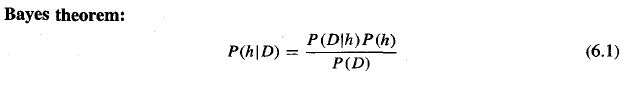 Bayes theorem:
P(h|D) = P(D|h)P(h) / P(D) (6.1)